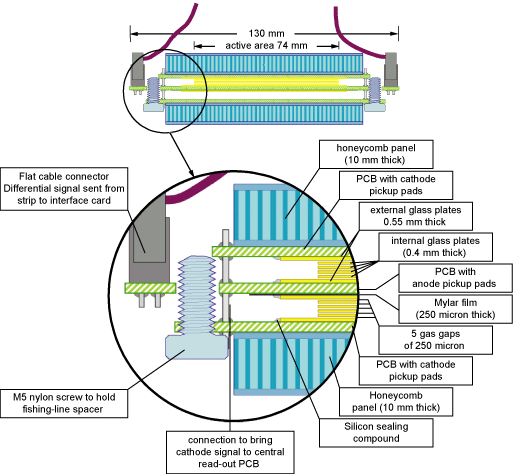 130 mm
active area 74 mm
honeycomb panel
(10 mm thick)
Flat cable connector
Differential signal sent from
strip to interface card
PCB with cathode
pickup pads
external glass plates
0.55 mm thick
internal glass plates
(0.4 mm thick)
PCB with
anode pickup pads
Mylar film
(250 micron thick)
5 gas gaps
of 250 micron
PCB with cathode
pickup pads
M5 nylon screw to hold
fishing-line spacer
Honeycomb
panel (10 mm thick)
connection to bring
cathode signal to central
read-out PCB
Silicon sealing
compound